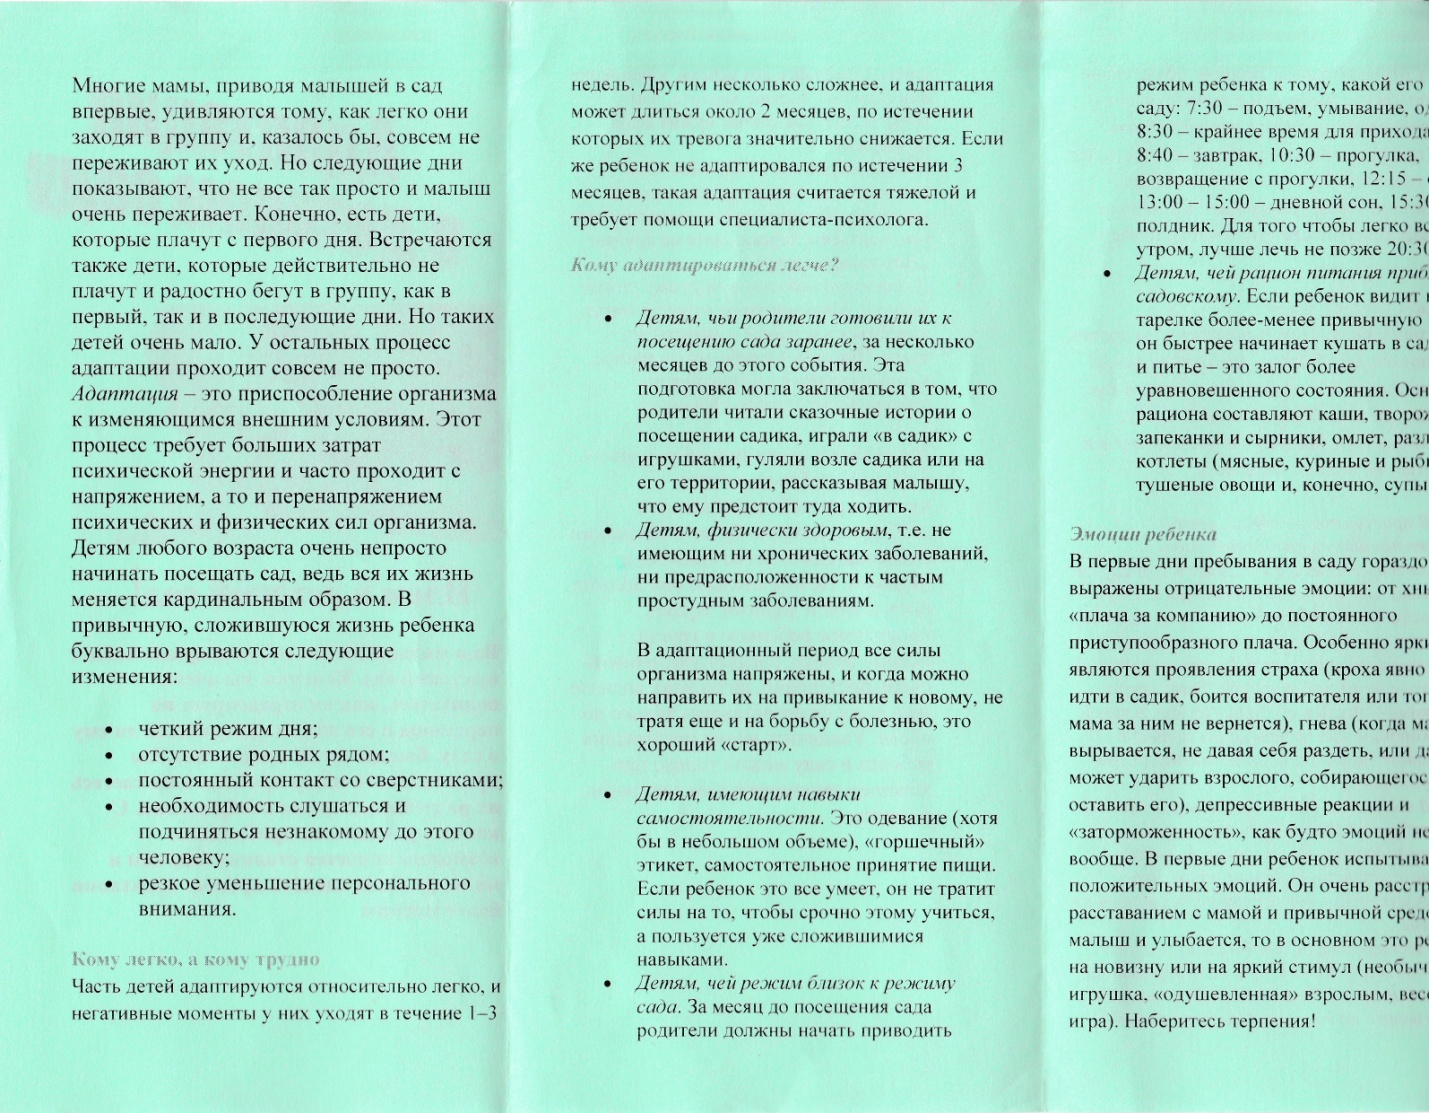 Многие мамы, приводя малышей в сад
впервые, удивляются тому, как легко они
заходят в группу и, казалось бы, совсем не
переживают их уход. Но следующие дни
показывают, что не все так просто и малыш
очень переживает. Конечно, есть дети,
которые плачут с первого дня. Встречаются
также дети, которые действительно не
плачут и радостно бегут в группу, как в
первый, так и в последующие дни. Но таких
детей очень мало. У остальных процесс
адаптации проходит совсем не просто.
Адаптация – это приспособление организма
к изменяющимся внешним условиям. Этот
процесс требует больших затрат
психической энергии и часто проходит с
напряжением, а то и перенапряжением
психических и физических сил организма.
Детям любого возраста очень непросто
начинать посещать сад, ведь вся их жизнь
меняется кардинальным образом. В
привычную, сложившуюся жизнь ребенка
буквально врываются следующие
изменения:
• четкий режим дня;
• отсутствие родных рядом;
• постоянный контакт со сверстниками;
• необходимость слушаться и
подчиняться незнакомому до этого
человеку;
• резкое уменьшение персонального
внимания.
Кому легко, а кому трудно
Часть детей адаптируются относительно легко, и
негативные моменты у них уходят в течение 1–3
недель. Другим несколько сложнее, и адаптация
может длиться около 2 месяцев, по истечении
которых их тревога значительно снижается. Если
же ребенок не адаптировался по истечении 3
месяцев, такая адаптация считается тяжелой и
требует помощи специалиста-психолога.
Кому адаптироваться легче?
• Детям, чьи родители готовили их к
посещению сада заранее, за несколько
месяцев до этого события. Эта
подготовка могла заключаться в том, что
родители читали сказочные истории о
посещении садика, играли «в садик» с
игрушками, гуляли возле садика или на
его территории, рассказывая малышу,
что ему предстоит туда ходить.
• Детям, физически здоровым, т.е. не
имеющим ни хронических заболеваний,
ни предрасположенности к частым
простудным заболеваниям.
В адаптационный период все силы
организма напряжены, и когда можно
направить их на привыкание к новому, не
тратя еще и на борьбу с болезнью, это
хороший «старт».
• Детям, имеющим навыки
самостоятельности. Это одевание (хотя
бы в небольшом объеме), «горшечный»
этикет, самостоятельное принятие пищи.
Если ребенок это все умеет, он не тратит
силы на то, чтобы срочно этому учиться,
а пользуется уже сложившимися
навыками.
• Детям, чей режим близок к режиму
сада. За месяц до посещения сада
родители должны начать приводить
режим ребенка к тому, какой его
саду: 7:30 – подъем, умывание,
8:30 – крайнее время для прихода
8:40 – завтрак, 10:30 – прогулка,
возвращение с прогулки, 12:15 –
13:00 – 15:00 – дневной сон,
полдник. Для того чтобы легко
утром, лучше лечь не позже
• Детям, чей рацион питания
садовскому. Если ребенок видит
тарелке более-менее привычную
он быстрее начинает кушать в
и питье – это залог более
уравновешенного состояния.
рациона составляют каши,
запеканки и сырники, омлет,
котлеты (мясные, куриные и
тушеные овощи и, конечно, супы
Эмоции ребенка
В первые дни пребывания в саду гораздо
выражены отрицательные эмоции: от
«плача за компанию» до постоянного
приступообразного плача. Особенно
являются проявления страха (кроха явно
идти в садик, боится воспитателя или
мама за ним не вернется), гнева (когда
вырывается, не давая себя раздеть, или
может ударить взрослого,
оставить его), депрессивные реакции и
«заторможенность», как будто эмоций
вообще. В первые дни ребенок
положительных эмоций. Он очень
расставанием с мамой и привычной
малыш и улыбается, то в основном это
на новизну или на яркий стимул
игрушка, «одушевленная» взрослым,
игра). Наберитесь терпения!